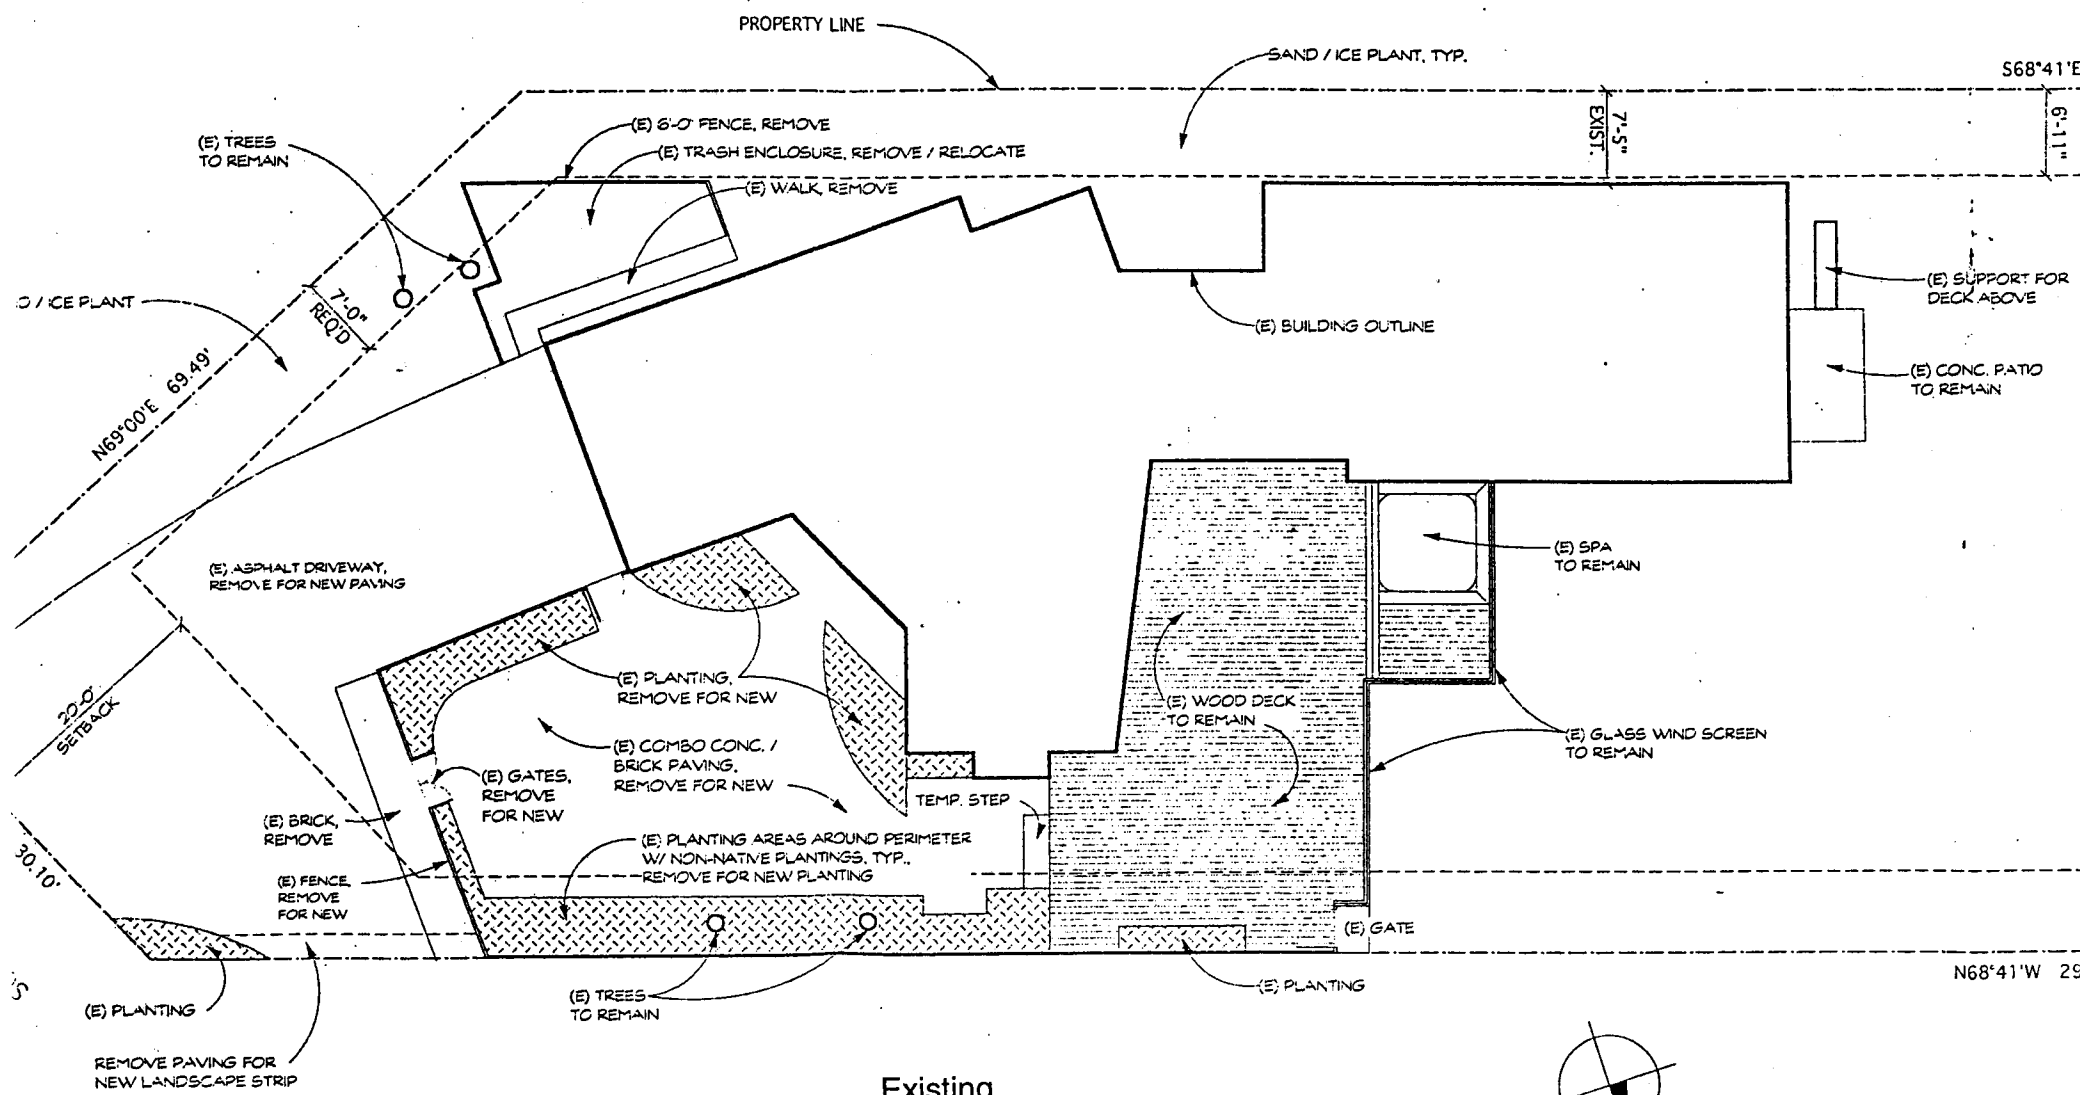 PROPERTY LINE
SAND / ICE PLANT, TYP.
S68°41'E
(E) 6'-0" FENCE, REMOVE
(E) TRASH ENCLOSURE, REMOVE / RELOCATE
(E) WALK, REMOVE
7'-5"
EXIST.
6'-11"
(E) TREES
TO REMAIN
/ ICE PLANT
7'-0"
REQ'D
N69°00'E 69.49'
(E) SUPPORT FOR
DECK ABOVE
(E) BUILDING OUTLINE
(E) CONC. PATIO
TO REMAIN
(E) ASPHALT DRIVEWAY,
REMOVE FOR NEW PAVING
(E) SPA
TO REMAIN
20'-0"
SETBACK
(E) PLANTING,
REMOVE FOR NEW
(E) WOOD DECK
TO REMAIN
(E) GLASS WIND SCREEN
TO REMAIN
(E) COMBO CONC. /
BRICK PAVING,
REMOVE FOR NEW
(E) GATES,
REMOVE
FOR NEW
TEMP. STEP
(E) BRICK,
REMOVE
(E) PLANTING AREAS AROUND PERIMETER
W/ NON-NATIVE PLANTINGS, TYP.,
REMOVE FOR NEW PLANTING
30.10'
(E) FENCE,
REMOVE
FOR NEW
(E) GATE
N68°41'W 29
(E) PLANTING
(E) TREES
TO REMAIN
(E) PLANTING
REMOVE PAVING FOR
NEW LANDSCAPE STRIP
Existing